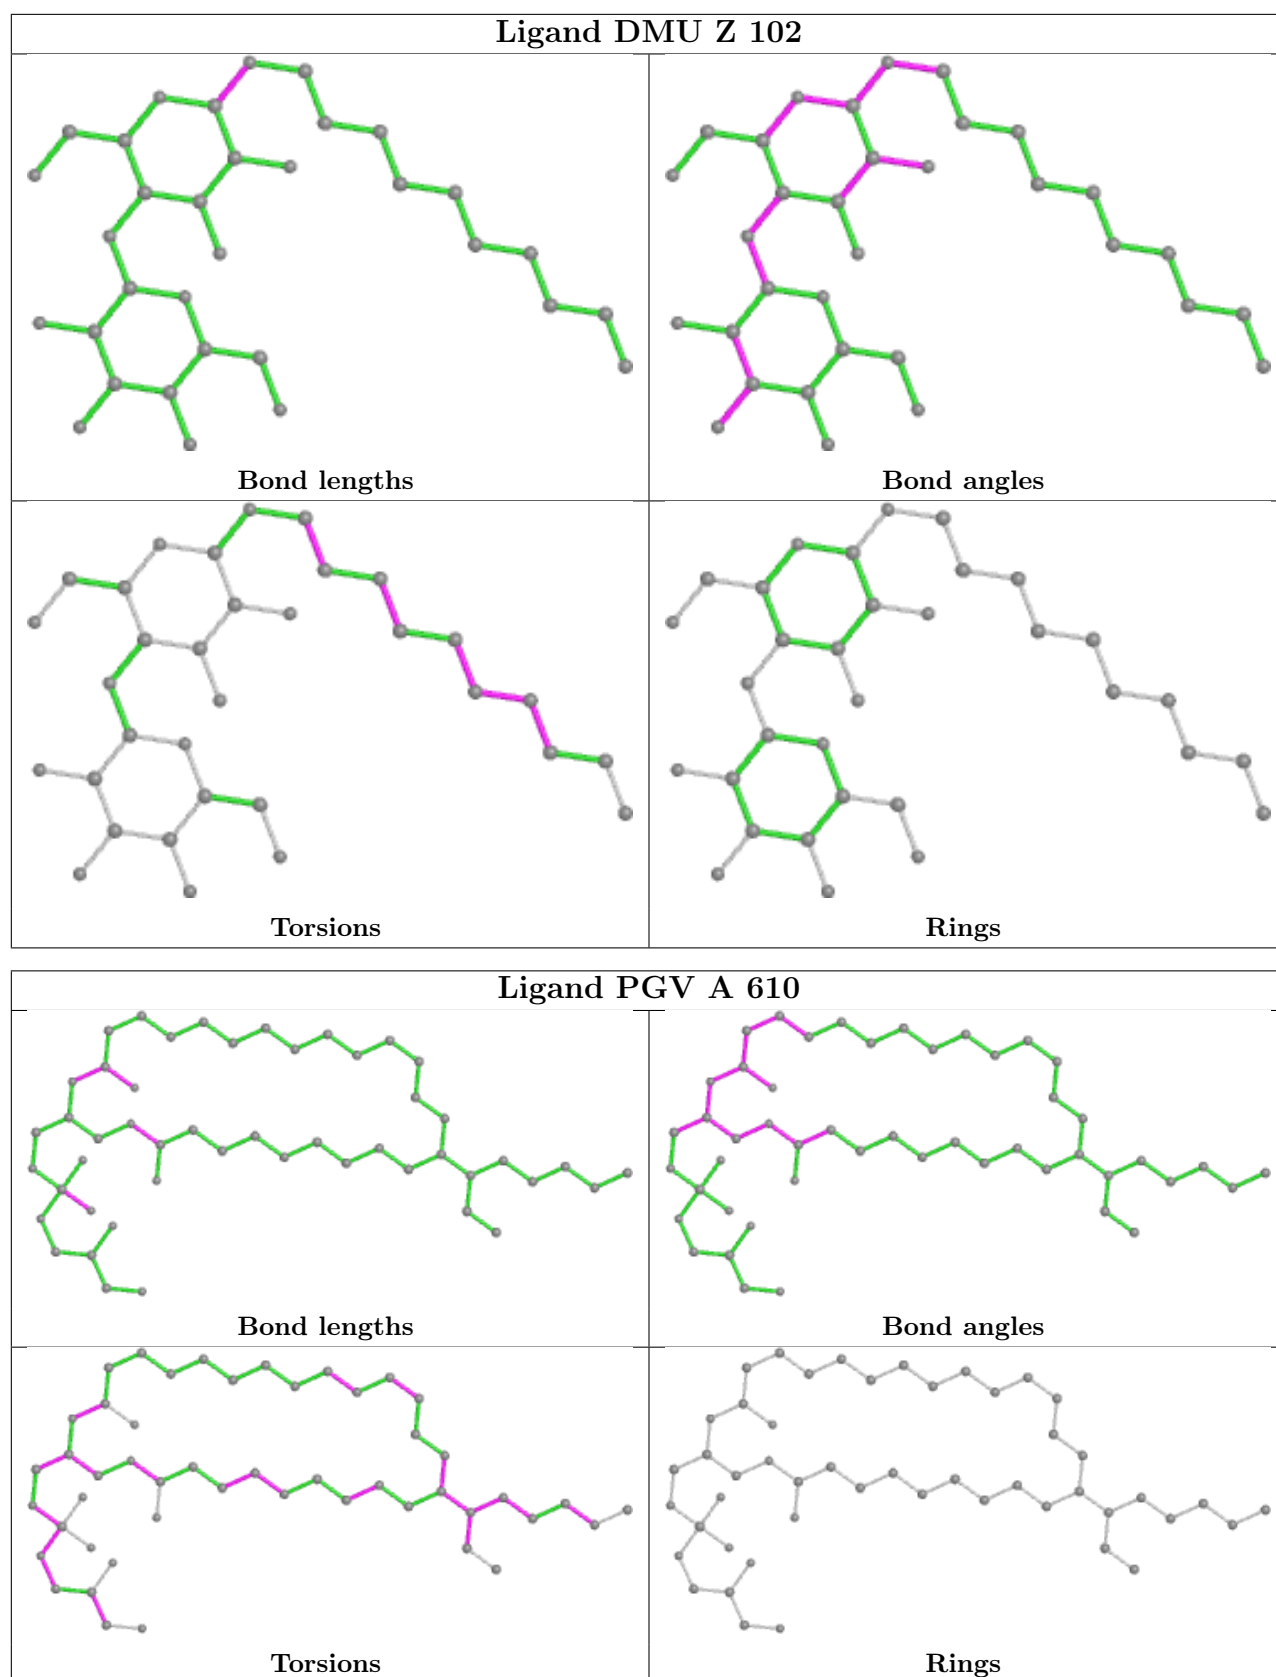 Ligand DMU Z 102
Bond lengths
Bond angles
Torsions
Rings
Ligand PGV A 610
Bond lengths
Bond angles
Torsions
Rings